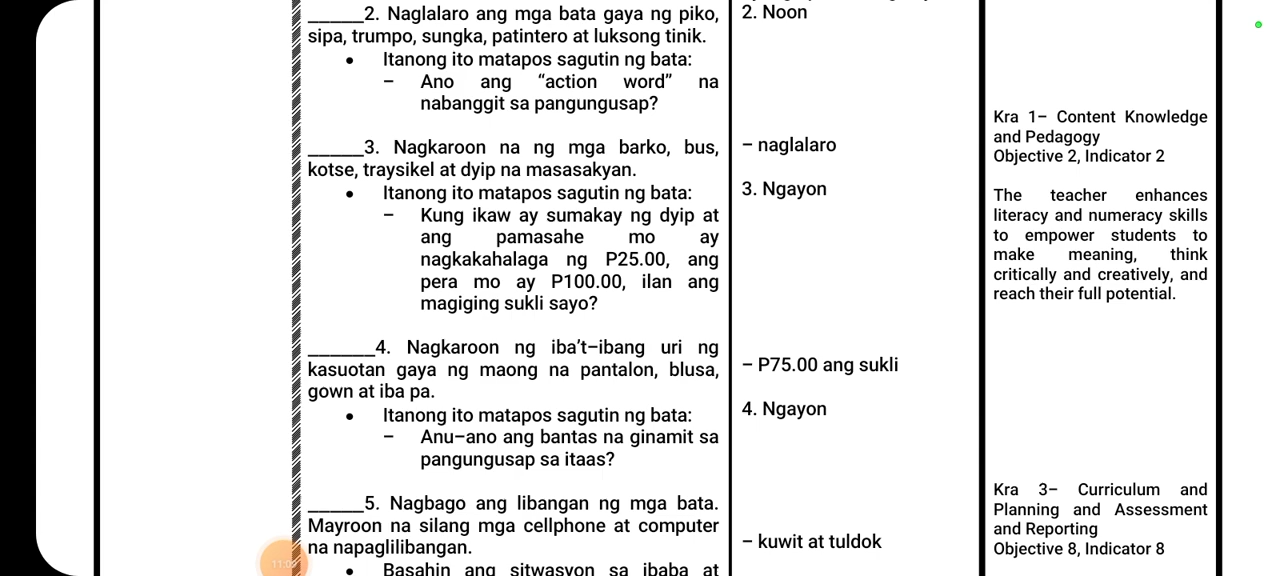 _____2. Naglalaro ang mga bata gaya ng piko,
sipa, trumpo, sungka, patintero at luksong tinik.
• Itanong ito matapos sagutin ng bata:
– Ano ang “action word” na
nabanggit sa pangungusap?
_____3. Nagkaroon na ng mga barko, bus,
kotse, traysikel at dyip na masasakyan.
• Itanong ito matapos sagutin ng bata:
– Kung ikaw ay sumakay ng dyip at
ang pamasahe mo ay
nagkakahalaga ng P25.00, ang
pera mo ay P100.00, ilan ang
magiging sukli sayo?
______4. Nagkaroon ng iba’t–ibang uri ng
kasuotan gaya ng maong na pantalon, blusa,
gown at iba pa.
• Itanong ito matapos sagutin ng bata:
– Anu–ano ang bantas na ginamit sa
pangungusap sa itaas?
_____5. Nagbago ang libangan ng mga bata.
Mayroon na silang mga cellphone at computer
na napaglilibangan.
• Basahin ang sitwasyon sa ibaba at
2. Noon
– naglalaro
3. Ngayon
– P75.00 ang sukli
4. Ngayon
– kuwit at tuldok
Kra 1– Content Knowledge
and Pedagogy
Objective 2, Indicator 2
The teacher enhances
literacy and numeracy skills
to empower students to
make meaning, think
critically and creatively, and
reach their full potential.
Kra 3– Curriculum and
Planning and Assessment
and Reporting
Objective 8, Indicator 8